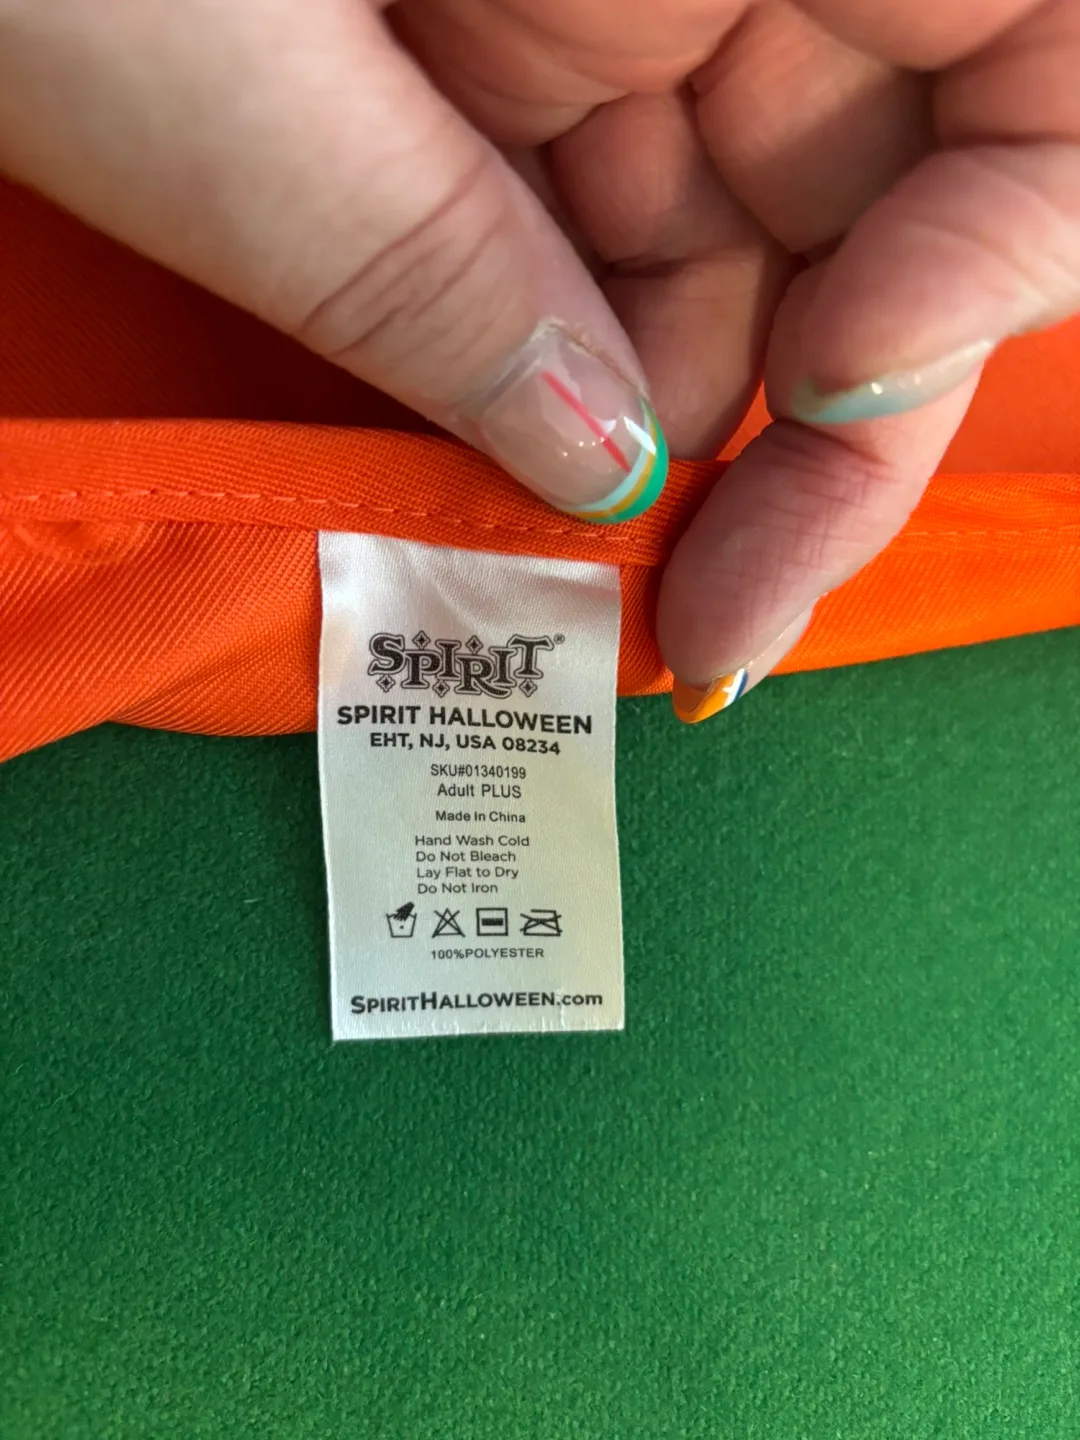 SPIRIT®
SPIRIT HALLOWEEN
EHT, NJ, USA 08234
SKU#01340199
Adult PLUS
Made In China
Hand Wash Cold
Do Not Bleach
Lay Flat to Dry
Do Not Iron
100%POLYESTER
SPIRITHALLOWEEN.com